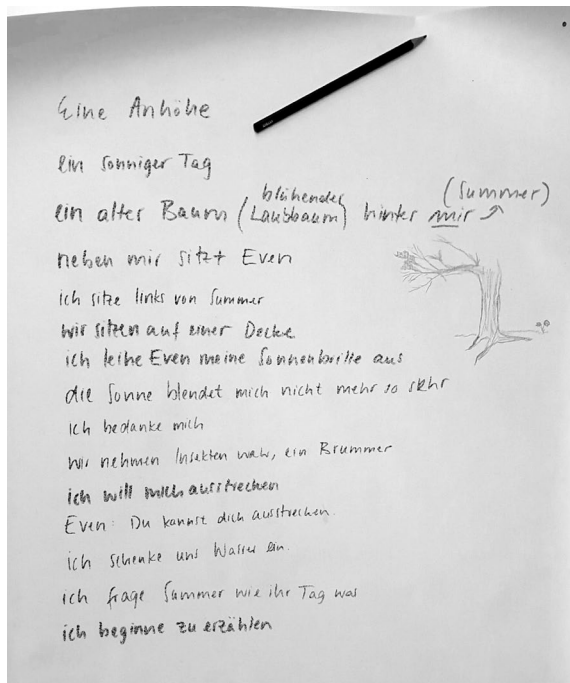 Eine Anhöhe
ein sonniger Tag
ein alter Baum (blühender Laubbaum) hinter mir (Summer)
neben mir sitzt Even
ich sitze links von Summer
wir sitzen auf einer Decke
ich leihe Even meine Sonnenbrille aus
die Sonne blendet mich nicht mehr so sehr
ich bedanke mich
wir nehmen Insekten wahr, ein Brummer
ich will mich ausstrecken
Even: Du kannst dich ausstrecken.
ich schenke uns Wasser ein.
ich frage Summer wie ihr Tag was
ich beginne zu erzählen